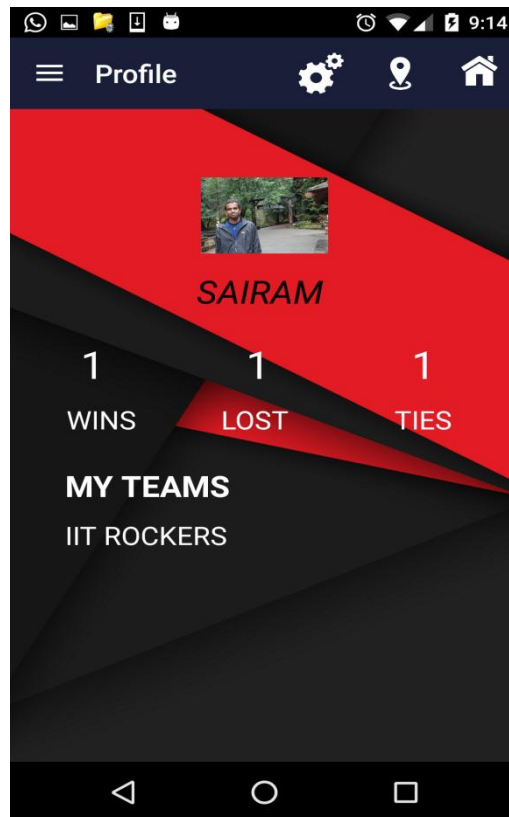 9:14
Profile
SAIRAM
1 1 1
WINS LOST TIES
MY TEAMS
IIT ROCKERS